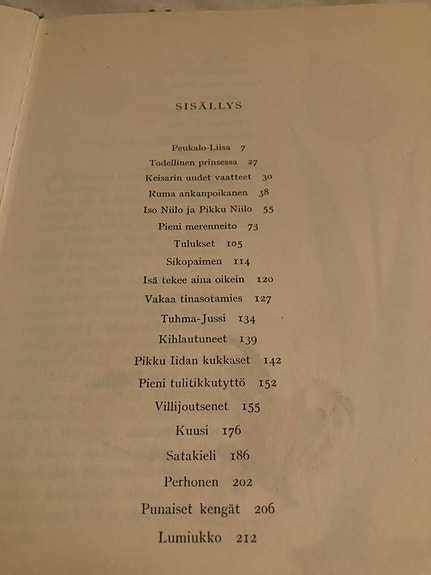 SISÄLLYS
Peukalo-Liisa 7
Todellinen prinsessa 27
Keisarin uudet vaatteet 30
Ruma ankanpoikanen 38
Iso Niilo ja Pikku Niilo 55
Pieni merenneito 73
Tulukset 105
Sikopaimen 114
Isä tekee aina oikein 120
Vakaa tinasotamies 127
Tuhma-Jussi 134
Kihlautuneet 139
Pikku Iidan kukkaset 142
Pieni tulitikkutyttö 152
Villijoutsenet 155
Kuusi 176
Satakieli 186
Perhonen 202
Punaiset kengät 206
Lumiukko 212